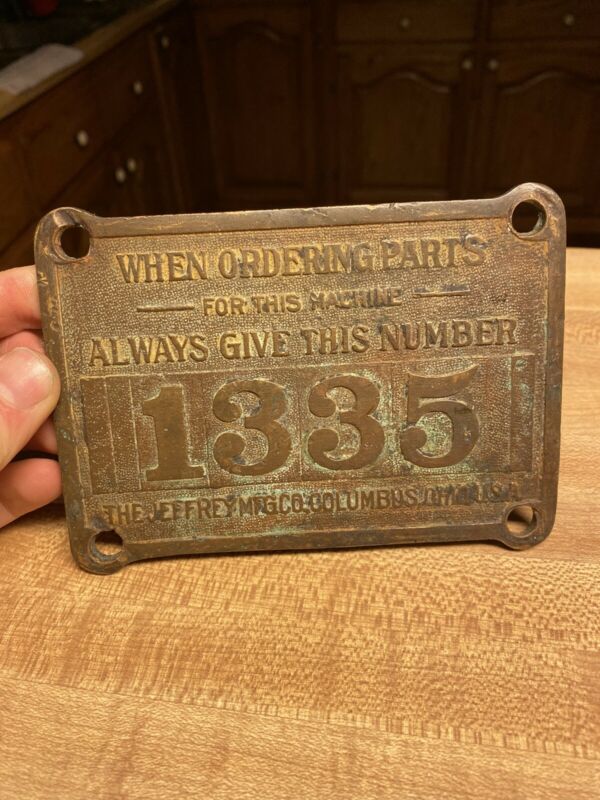 WHEN ORDERING PARTS
FOR THIS MACHINE
ALWAYS GIVE THIS NUMBER
1335
THE JEFFREY MFG.CO. COLUMBUS, OHIO, U.S.A.